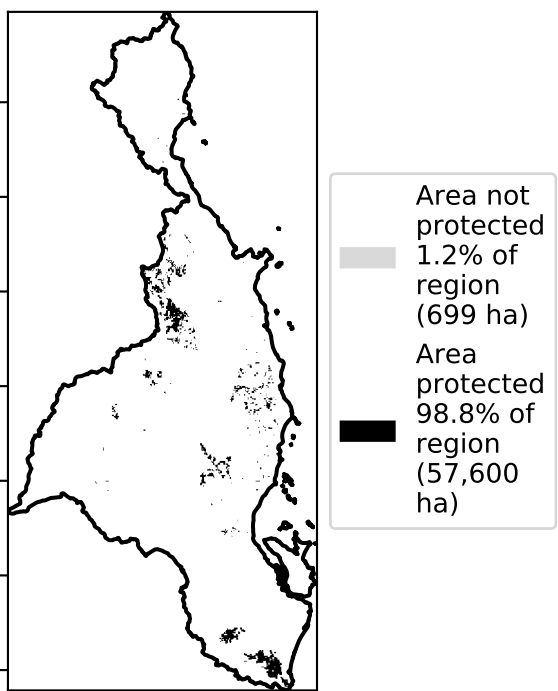 Area not
protected
1.2% of
region
(699 ha)
Area
protected
98.8% of
region
(57,600
ha)